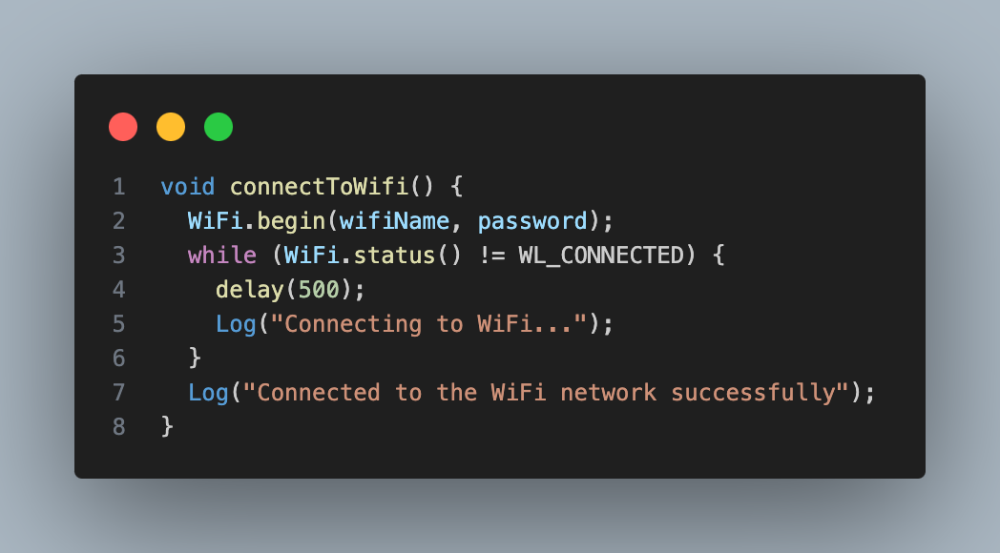 1 void connectToWifi() {
2   WiFi.begin(wifiName, password);
3   while (WiFi.status() != WL_CONNECTED) {
4     delay(500);
5     Log("Connecting to WiFi...");
6   }
7   Log("Connected to the WiFi network successfully");
8 }